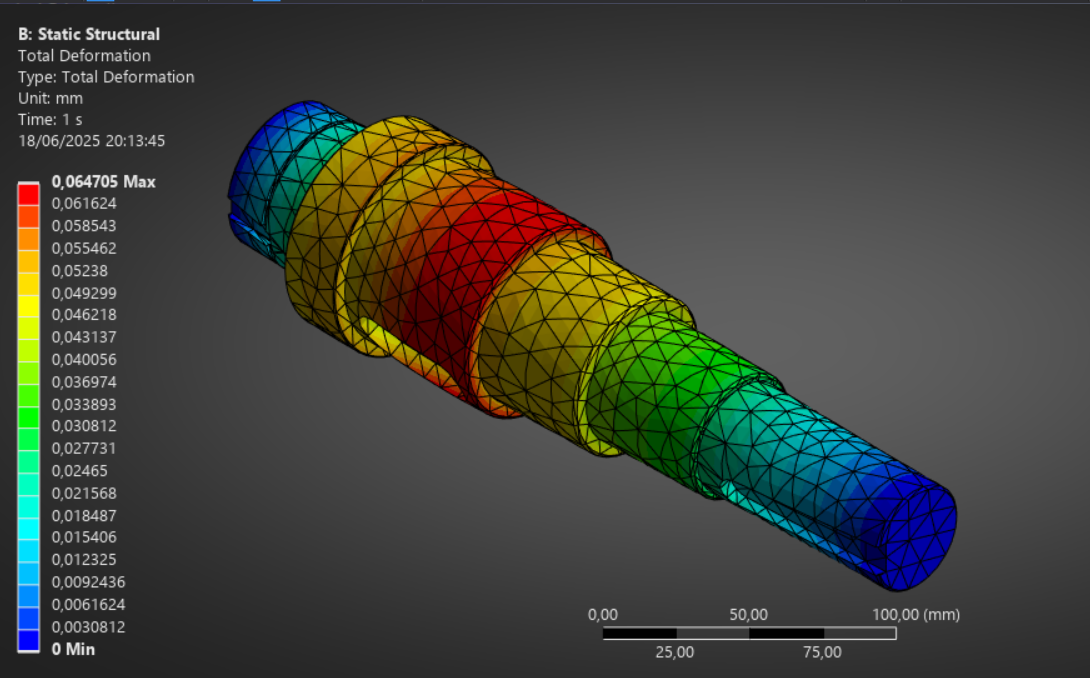 B: Static Structural
Total Deformation
Type: Total Deformation
Unit: mm
Time: 1 s
18/06/2025 20:13:45
0,064705 Max
0,061624
0,058543
0,055462
0,05238
0,049299
0,046218
0,043137
0,040056
0,036974
0,033893
0,030812
0,027731
0,02465
0,021568
0,018487
0,015406
0,012325
0,0092436
0,0061624
0,0030812
0 Min
0,00 50,00 100,00 (mm)
25,00 75,00